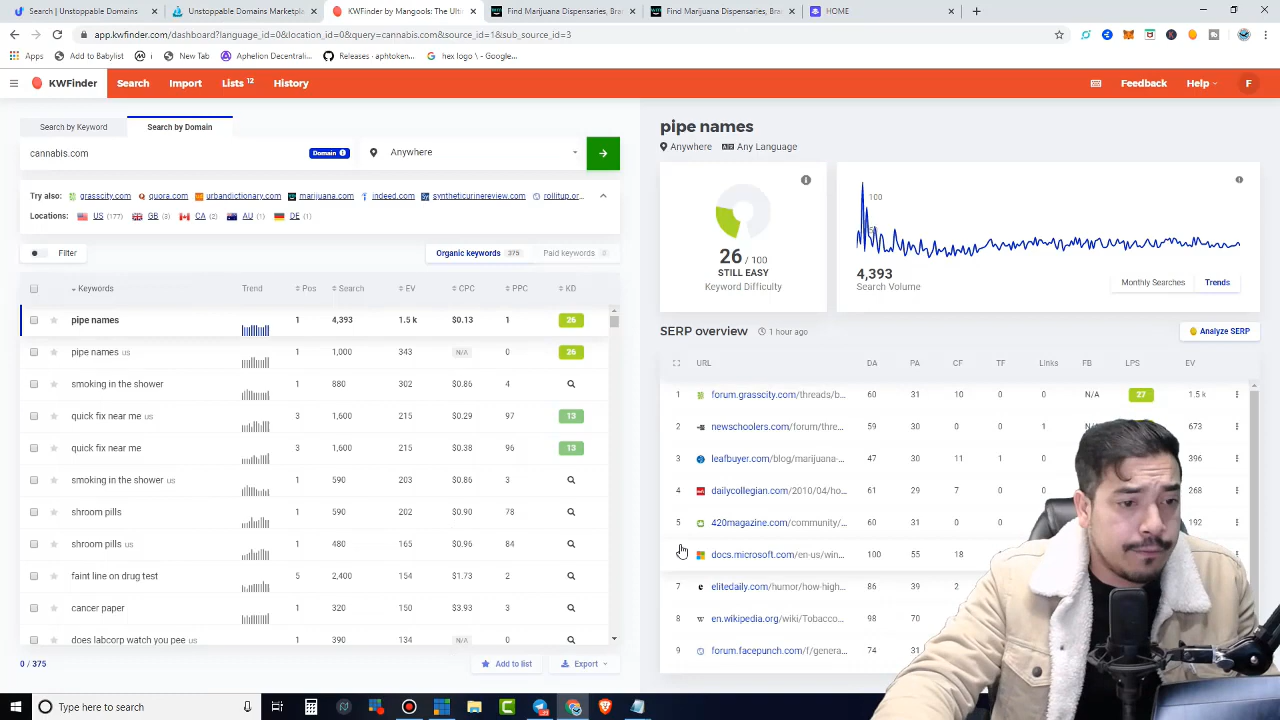 Unstoppable Domains
Unstoppable Domains Marketpla
KWFinder by Mangools: The Ultim
Find Marijuana Dispensaries, Bran
Find Marijuana Dispensaries, Bran
HOME
app.kwfinder.com/dashboard?language_id=0&location_id=0&query=cannabis.com&source_id=1&sub_source_id=3
Apps
Add to Babylist
New Tab
Aphelion Decentrali...
Releases · aphtoken...
hex logo \ - Google...
KWFinder
Search
Import
Lists 12
History
Feedback
Help
F
Search by Keyword
Search by Domain
cannabis.com
Domain
Anywhere
Try also: grasscity.com quora.com urbandictionary.com marijuana.com indeed.com syntheticurinereview.com rollitup.or...
Locations: US (177) GB (3) CA (2) AU (1) DE (1)
Filter
Organic keywords 375
Paid keywords 0
Keywords Trend Pos Search EV CPC PPC KD
pipe names 1 4,393 1.5 k $0.13 1 26
pipe names us 1 1,000 343 N/A 0 26
smoking in the shower 1 880 302 $0.86 4
quick fix near me us 3 1,600 215 $0.29 97 13
quick fix near me 3 1,600 215 $0.38 96 13
smoking in the shower us 1 590 203 $0.86 3
shroom pills 1 590 202 $0.90 78
shroom pills us 1 480 165 $0.96 84
faint line on drug test 5 2,400 154 $1.73 2
cancer paper 1 320 150 $3.93 3
does labcorp watch you pee us 1 390 134 N/A 0
0 / 375
Add to list
Export
pipe names
Anywhere
Any Language
26 / 100
STILL EASY
Keyword Difficulty
100
4,393
Search Volume
Monthly Searches
Trends
SERP overview
1 hour ago
Analyze SERP
URL DA PA CF TF Links FB LPS EV
1 forum.grasscity.com/threads/b... 60 31 10 0 0 N/A 27 1.5 k
2 newschoolers.com/forum/thre... 59 30 0 0 1 673
3 leafbuyer.com/blog/marijuana-... 47 30 11 0 1 396
4 dailycollegian.com/2010/04/ho... 61 29 7 0 0 268
5 420magazine.com/community/... 60 31 0 0 0 192
docs.microsoft.com/en-us/win... 100 55 18
7 elitedaily.com/humor/how-high... 86 39 2
8 en.wikipedia.org/wiki/Tobacco... 98 70
9 forum.facepunch.com/f/genera... 74 31
Type here to search